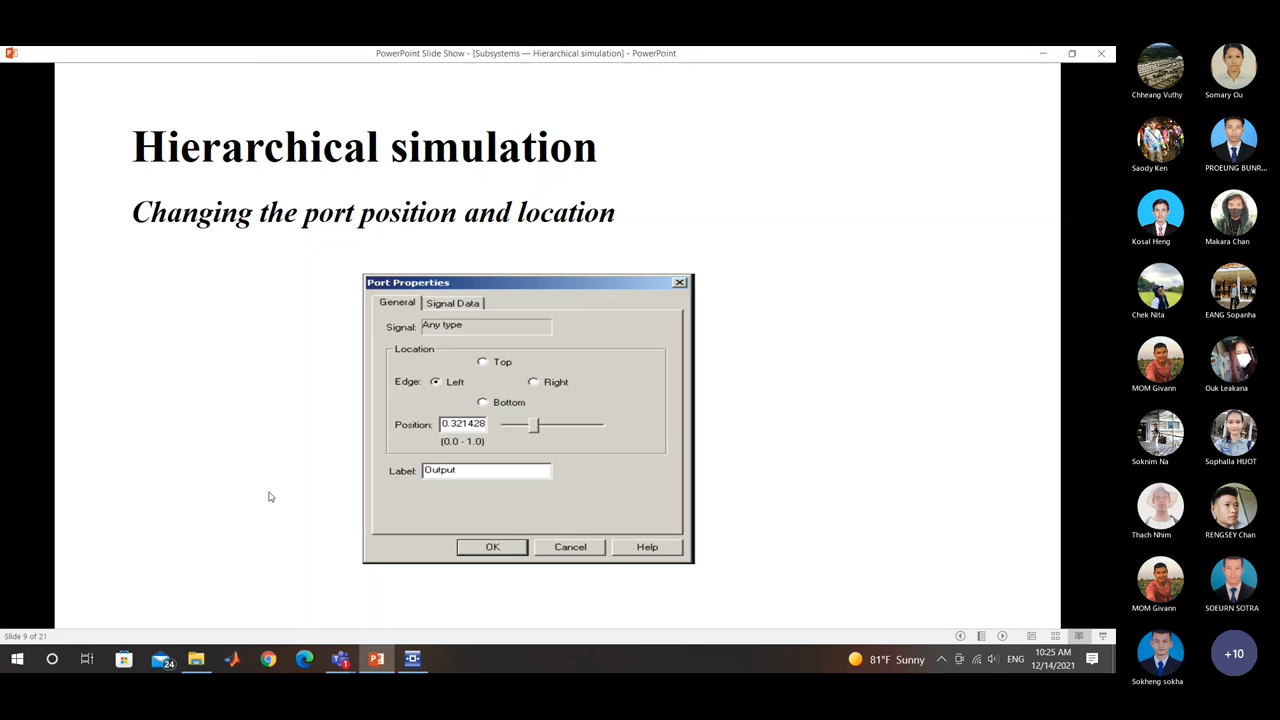 PowerPoint Slide Show - [Subsystems — Hierarchical simulation] - PowerPoint
Hierarchical simulation
Changing the port position and location
Port Properties
General
Signal Data
Signal: Any type
Location
Top
Edge: Left Right
Bottom
Position: 0.321428
(0.0 - 1.0)
Label: Output
OK Cancel Help
Slide 9 of 21
24
1
81°F Sunny
ENG
10:25 AM
12/14/2021
Chheang Vuthy
Somary Ou
Saody Ken
PROEUNG BUNR...
Kosal Heng
Makara Chan
Chek Nita
EANG Sopanha
MOM Givann
Ouk Leakana
Soknim Na
Sophalla HUOT
Thach Nhim
RENGSEY Chan
MOM Givann
SOEURN SOTRA
Sokheng sokha
+10